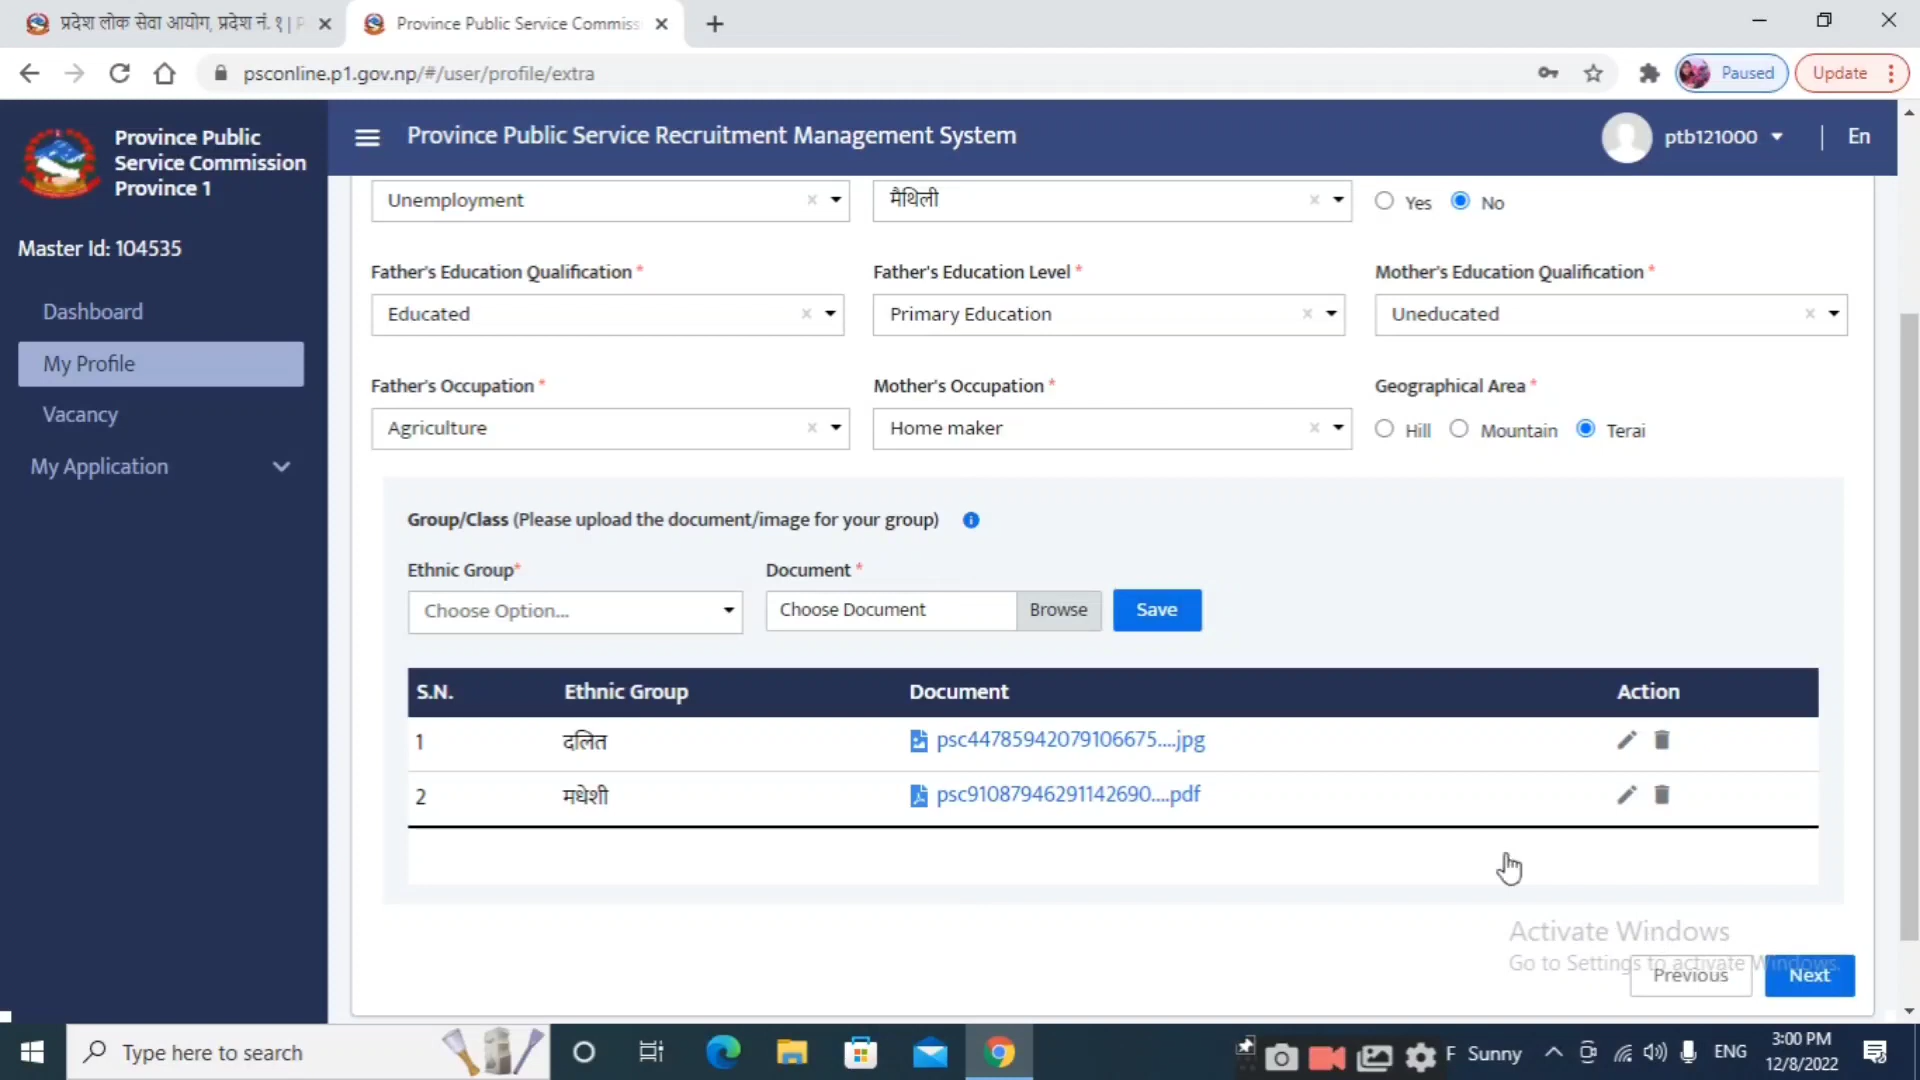 प्रदेश लोक सेवा आयोग, प्रदेश नं. १ | P
Province Public Service Commiss
psconline.p1.gov.np/#/user/profile/extra
Paused
Update
Province Public
Service Commission
Province 1
Province Public Service Recruitment Management System
ptb121000
En
Master Id: 104535
Dashboard
My Profile
Vacancy
My Application
Unemployment
मैथिली
Yes No
Father's Education Qualification *
Father's Education Level *
Mother's Education Qualification *
Educated
Primary Education
Uneducated
Father's Occupation *
Mother's Occupation *
Geographical Area *
Agriculture
Home maker
Hill Mountain Terai
Group/Class (Please upload the document/image for your group)
Ethnic Group*
Document *
Choose Option...
Choose Document
Browse
Save
S.N. Ethnic Group Document Action
1 दलित psc44785942079106675....jpg
2 मधेशी psc91087946291142690....pdf
Activate Windows
Go to Settings to activate Windows.
Previous
Next
Type here to search
F Sunny
ENG
3:00 PM
12/8/2022